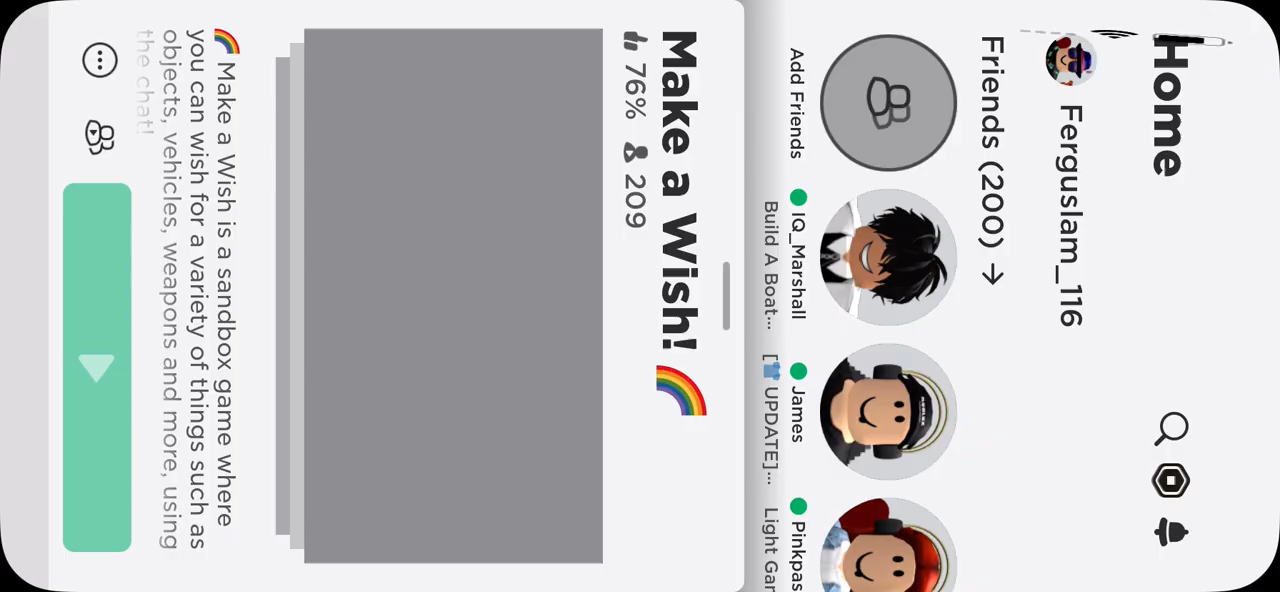 Home
Ferguslam_116
Friends (200) →
Add Friends
IQ_Marshall
Build A Boat...
James
[👕 UPDATE]...
Pinkpas
Light Gar
Make a Wish! 🌈
76% 209
🌈 Make a Wish is a sandbox game where
you can wish for a variety of things such as
objects, vehicles, weapons and more, using
the chat!